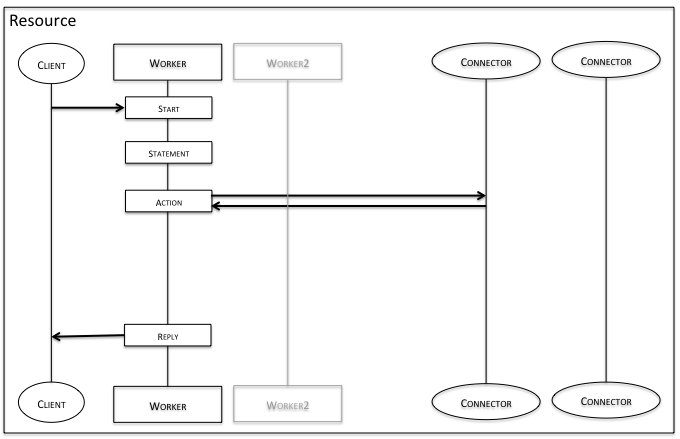 Resource
Client
Worker
Worker2
Connector
Connector
Start
Statement
Action
Reply
Client
Worker
Worker2
Connector
Connector